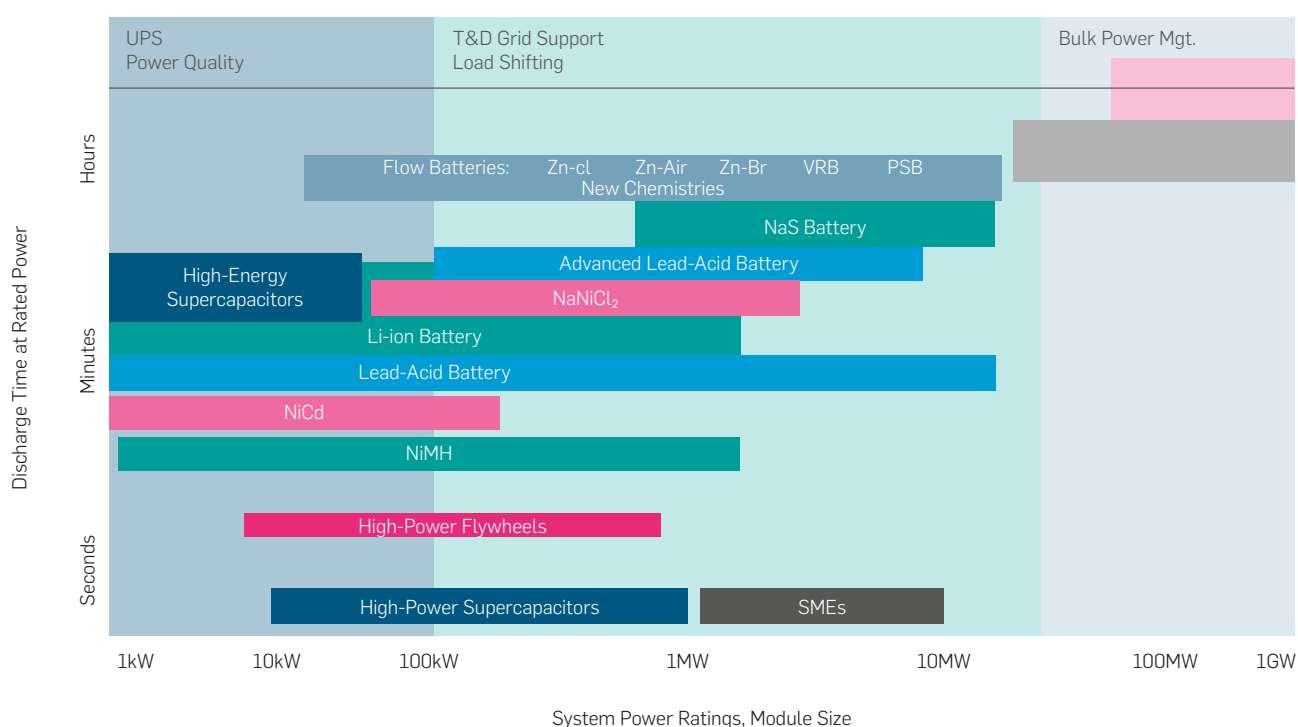 UPS
Power Quality
T&D Grid Support
Load Shifting
Bulk Power Mgt.
Discharge Time at Rated Power
Hours
Minutes
Seconds
Flow Batteries: Zn-cl Zn-Air Zn-Br VRB PSB
New Chemistries
NaS Battery
Advanced Lead-Acid Battery
High-Energy
Supercapacitors
NaNiCl₂
Li-ion Battery
Lead-Acid Battery
NiCd
NiMH
High-Power Flywheels
High-Power Supercapacitors
SMEs
1kW 10kW 100kW 1MW 10MW 100MW 1GW
System Power Ratings, Module Size